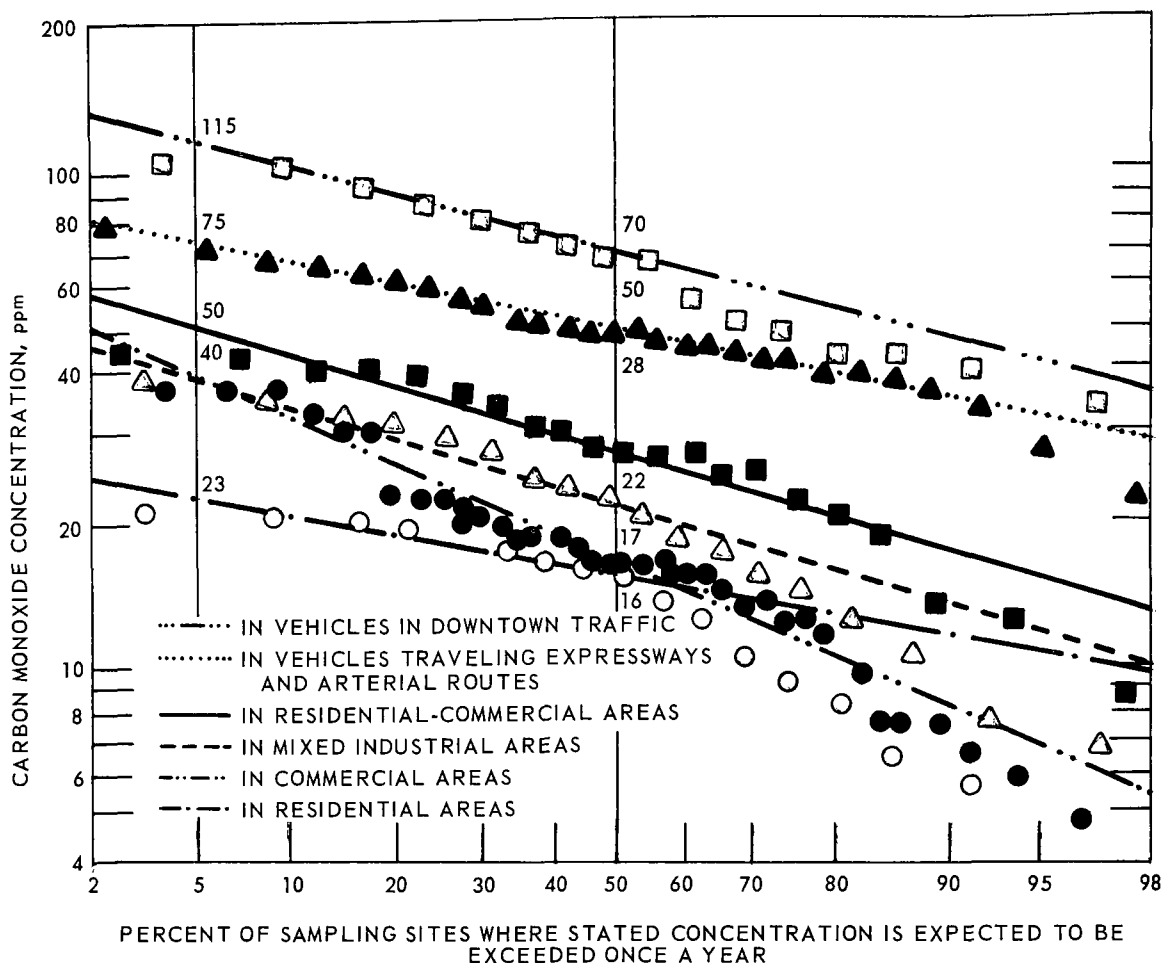 200
100
80
60
40
20
10
8
6
4
CARBON MONOXIDE CONCENTRATION, ppm
115
75
50
40
23
70
50
28
22
17
16
IN VEHICLES IN DOWNTOWN TRAFFIC
IN VEHICLES TRAVELING EXPRESSWAYS
AND ARTERIAL ROUTES
IN RESIDENTIAL-COMMERCIAL AREAS
IN MIXED INDUSTRIAL AREAS
IN COMMERCIAL AREAS
IN RESIDENTIAL AREAS
2 5 10 20 30 40 50 60 70 80 90 95 98
PERCENT OF SAMPLING SITES WHERE STATED CONCENTRATION IS EXPECTED TO BE
EXCEEDED ONCE A YEAR